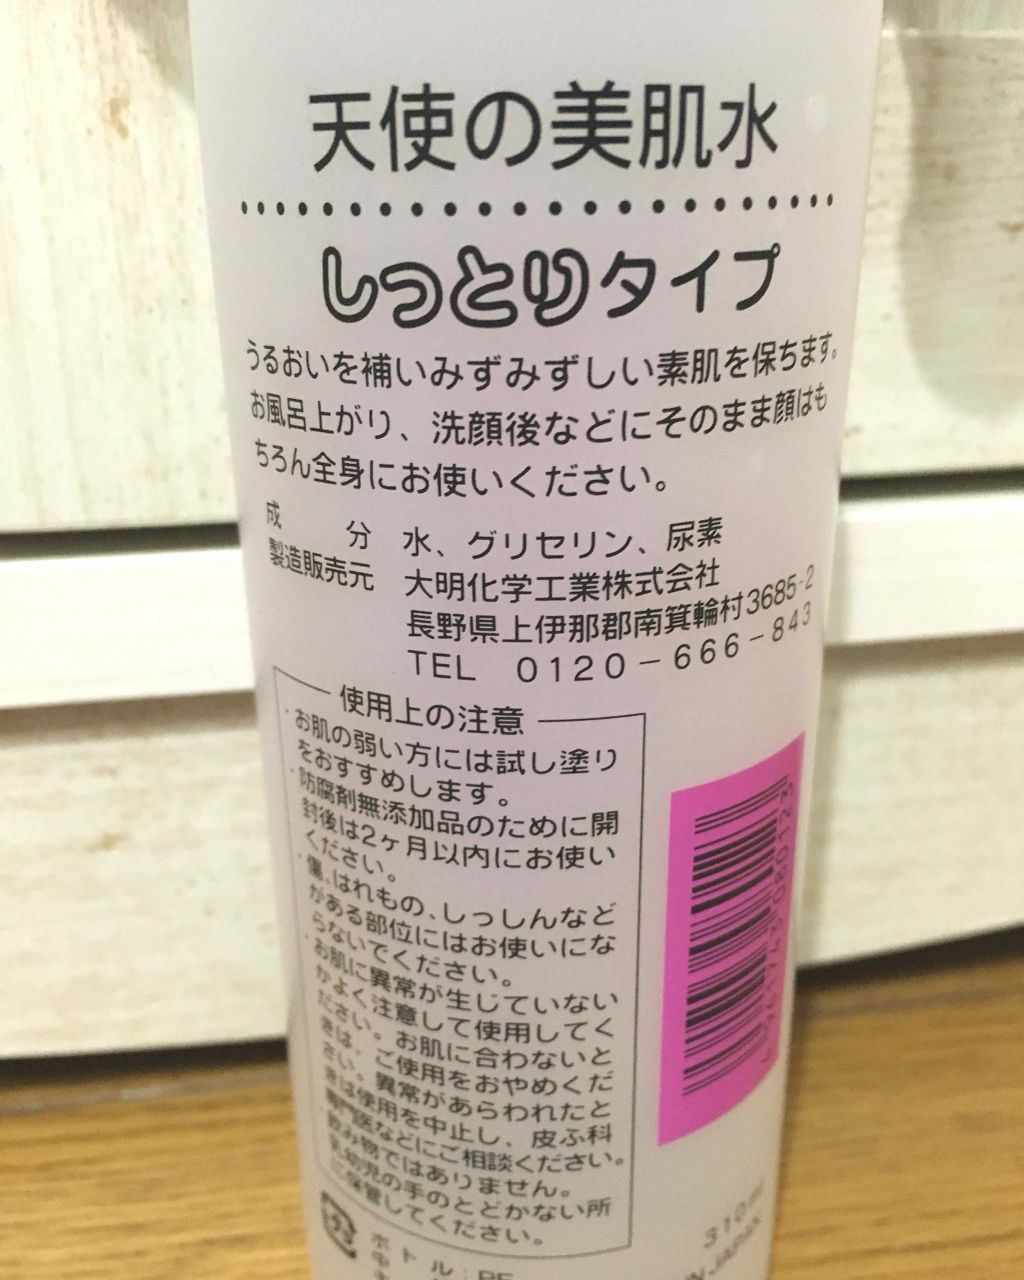 天使の美肌水
しっとりタイプ
うるおいを補いみずみずしい素肌を保ちます。
お風呂上がり、洗顔後などにそのまま顔はも
ちろん全身にお使いください。
成分 水、グリセリン、尿素
製造販売元 大明化学工業株式会社
長野県上伊那郡南箕輪村3685-2
TEL 0120-666-843
使用上の注意
・お肌の弱い方には試し塗り
をおすすめします。
・防腐剤無添加品のために開
封後は2ヶ月以内にお使い
ください。
・傷、はれもの、しっしんなど
がある部位にはお使いにな
らないでください。
・お肌に異常が生じていない
かよく注意して使用してく
ださい。お肌に合わないと
きは、ご使用をおやめくだ
さい。異常があらわれたと
きは使用を中止し、皮ふ科
専門医などにご相談ください。
・飲み物ではありません。
・乳幼児の手のとどかない所
に保管してください。
ボトル:PE
310ml
IN JAPAN